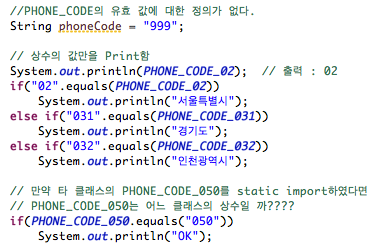 //PHONE_CODE의 유효 값에 대한 정의가 없다.
String phoneCode = "999";
// 상수의 값만을 Print함
System.out.println(PHONE_CODE_02);  // 출력 : 02
if("02".equals(PHONE_CODE_02))
    System.out.println("서울특별시");
else if("031".equals(PHONE_CODE_031))
    System.out.println("경기도");
else if("032".equals(PHONE_CODE_032))
    System.out.println("인천광역시");
// 만약 타 클래스의 PHONE_CODE_050를 static import하였다면
// PHONE_CODE_050는 어느 클래스의 상수일 까????
if(PHONE_CODE_050.equals("050"))
    System.out.println("OK");